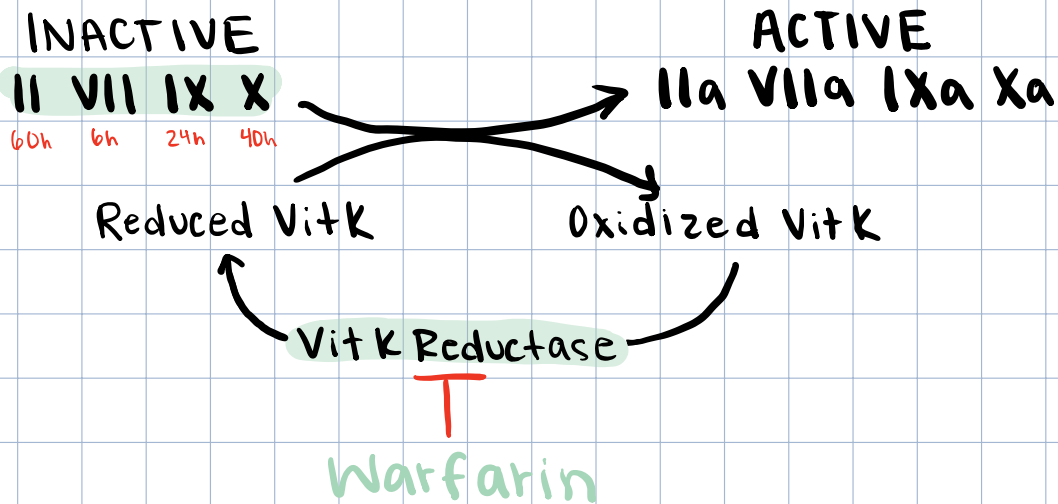 INACTIVE
ACTIVE
II VII IX X
IIa VIIa IXa Xa
60h 6h 24h 40h
Reduced VitK
Oxidized VitK
Vit K Reductase
Warfarin